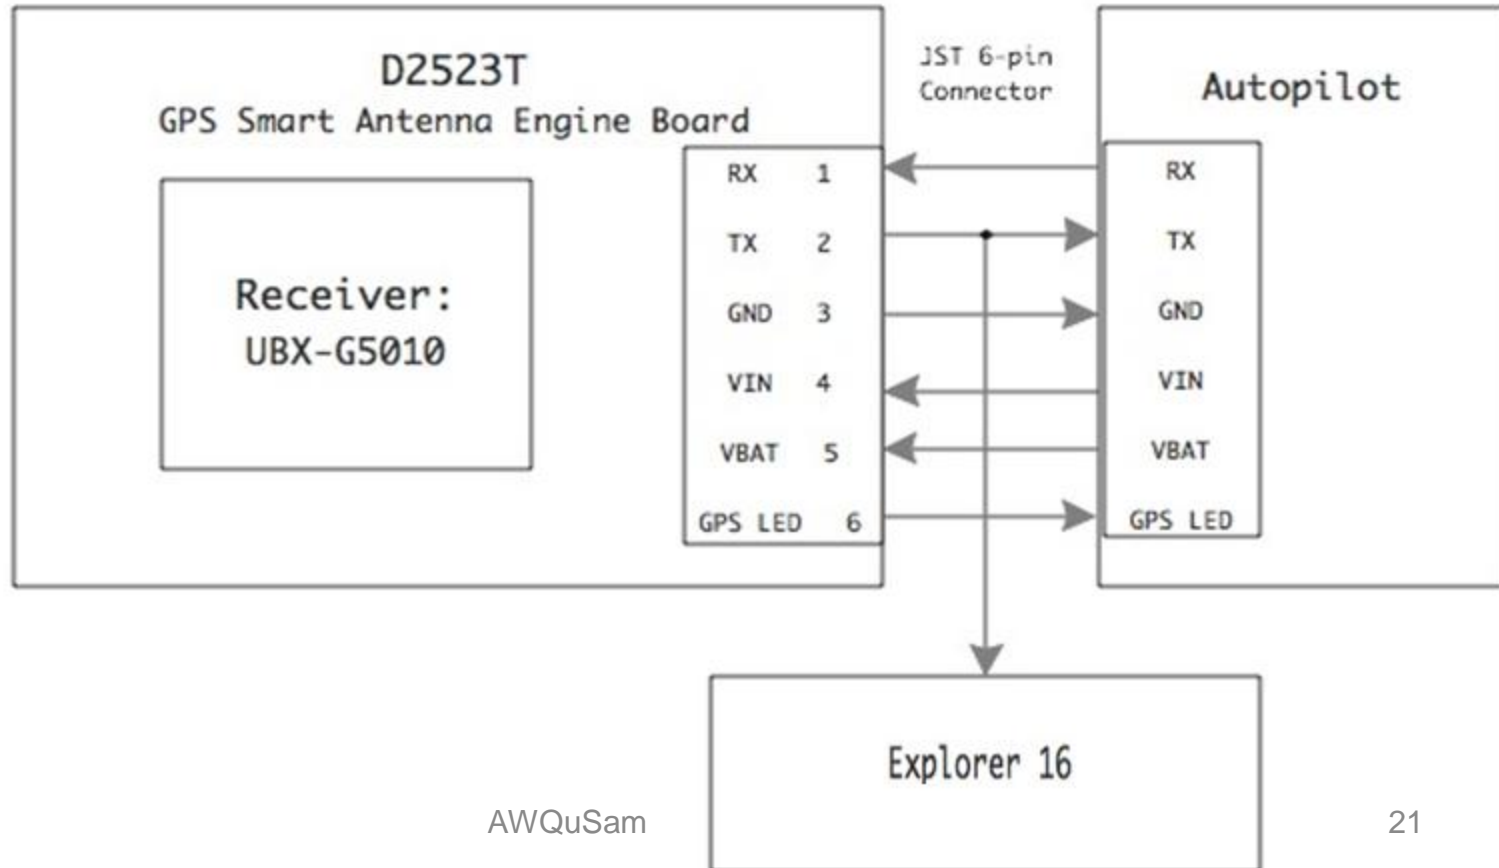 D2523T
GPS Smart Antenna Engine Board
Receiver:
UBX-G5010
RX 1
TX 2
GND 3
VIN 4
VBAT 5
GPS LED 6
JST 6-pin
Connector
Autopilot
RX
TX
GND
VIN
VBAT
GPS LED
Explorer 16
AWQuSam
21